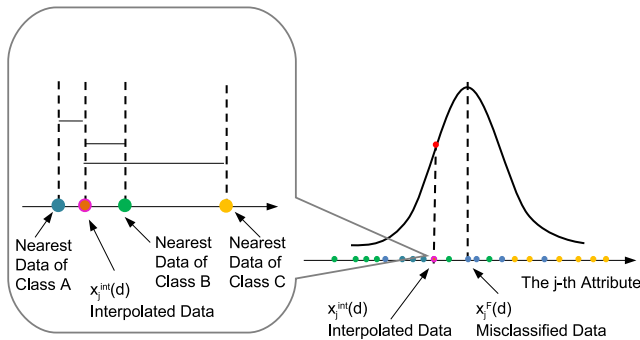 Nearest
Data of
Class A
x_j^int(d)
Interpolated Data
Nearest
Data of
Class B
Nearest
Data of
Class C
The j-th Attribute
x_j^int(d)
Interpolated Data
x_j^F(d)
Misclassified Data